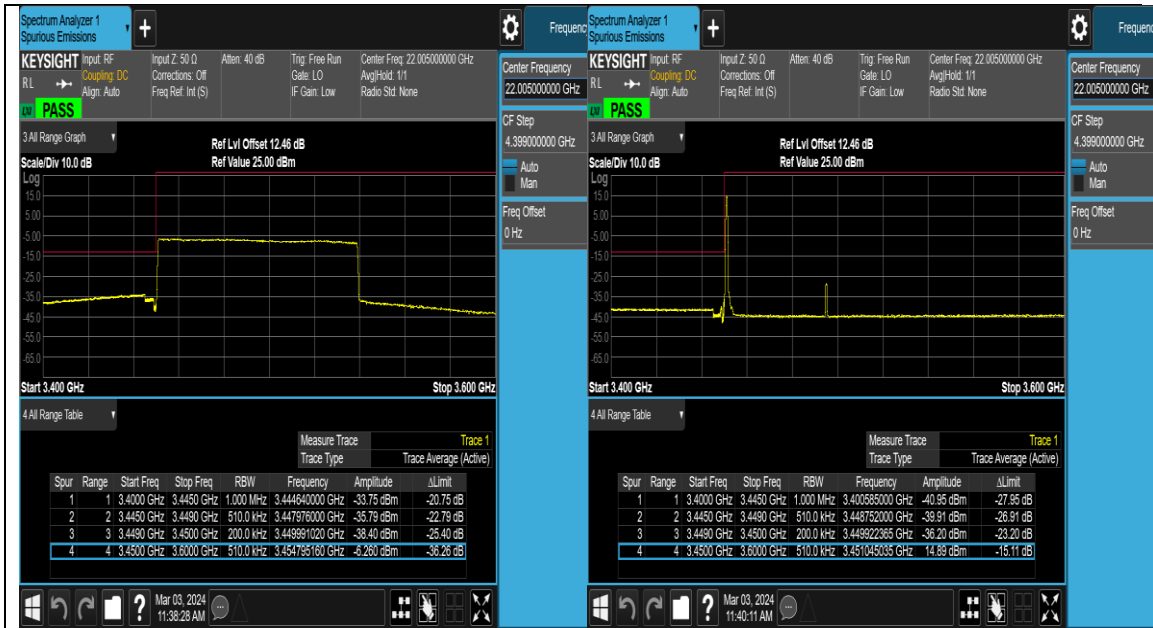 Spectrum Analyzer 1
Spurious Emissions
+
Frequenc
KEYSIGHT Input: RF
RL
Coupling: DC
Align: Auto
Input Z: 50 Ω
Corrections: Off
Freq Ref: Int (S)
Atten: 40 dB
Trig: Free Run
Gate: LO
IF Gain: Low
Center Freq: 22.005000000 GHz
Avg|Hold: 1/1
Radio Std: None
PASS
Center Frequency
22.005000000 GHz
CF Step
4.399000000 GHz
Auto
Man
Freq Offset
0 Hz
3 All Range Graph
Ref Lvl Offset 12.46 dB
Scale/Div 10.0 dB
Ref Value 25.00 dBm
Log
15.0
5.00
-5.00
-15.0
-25.0
-35.0
-45.0
-55.0
-65.0
Start 3.400 GHz
Stop 3.600 GHz
4 All Range Table
Measure Trace Trace 1
Trace Type Trace Average (Active)
Spur Range Start Freq Stop Freq RBW Frequency Amplitude ΔLimit
1 1 3.4000 GHz 3.4450 GHz 1.000 MHz 3.444640000 GHz -33.75 dBm -20.75 dB
2 2 3.4450 GHz 3.4490 GHz 510.0 kHz 3.447976000 GHz -35.79 dBm -22.79 dB
3 3 3.4490 GHz 3.4500 GHz 200.0 kHz 3.449991020 GHz -38.40 dBm -25.40 dB
4 4 3.4500 GHz 3.6000 GHz 510.0 kHz 3.454795160 GHz -6.260 dBm -36.26 dB
?
Mar 03, 2024
11:38:28 AM
Spectrum Analyzer 1
Spurious Emissions
+
Frequenc
KEYSIGHT Input: RF
RL
Coupling: DC
Align: Auto
Input Z: 50 Ω
Corrections: Off
Freq Ref: Int (S)
Atten: 40 dB
Trig: Free Run
Gate: LO
IF Gain: Low
Center Freq: 22.005000000 GHz
Avg|Hold: 1/1
Radio Std: None
PASS
Center Frequency
22.005000000 GHz
CF Step
4.399000000 GHz
Auto
Man
Freq Offset
0 Hz
3 All Range Graph
Ref Lvl Offset 12.46 dB
Scale/Div 10.0 dB
Ref Value 25.00 dBm
Log
15.0
5.00
-5.00
-15.0
-25.0
-35.0
-45.0
-55.0
-65.0
Start 3.400 GHz
Stop 3.600 GHz
4 All Range Table
Measure Trace Trace 1
Trace Type Trace Average (Active)
Spur Range Start Freq Stop Freq RBW Frequency Amplitude ΔLimit
1 1 3.4000 GHz 3.4450 GHz 1.000 MHz 3.400585000 GHz -40.95 dBm -27.95 dB
2 2 3.4450 GHz 3.4490 GHz 510.0 kHz 3.448752000 GHz -39.91 dBm -26.91 dB
3 3 3.4490 GHz 3.4500 GHz 200.0 kHz 3.449922365 GHz -36.20 dBm -23.20 dB
4 4 3.4500 GHz 3.6000 GHz 510.0 kHz 3.451045035 GHz 14.89 dBm -15.11 dB
?
Mar 03, 2024
11:40:11 AM